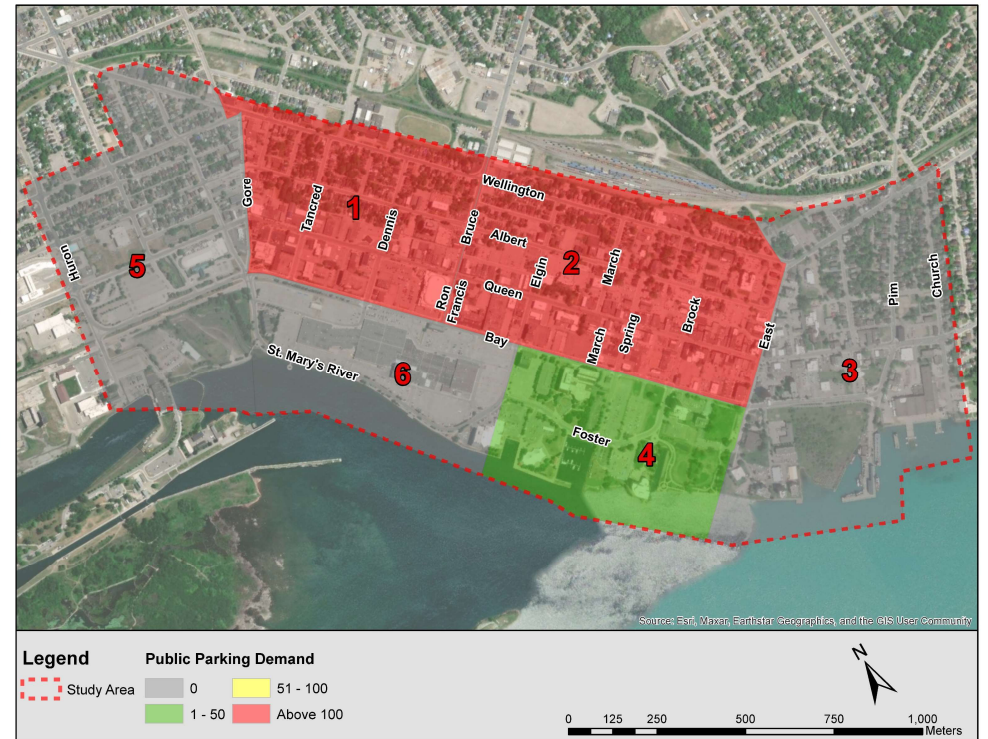 Gore
Tancred
1
Dennis
Bruce
Wellington
Albert
2
Elgin
March
Queen
Ron
Francis
Bay
March
Spring
Brock
East
Huron
5
St. Mary's River
6
Foster
4
3
Pim
Church
Source: Esri, Maxar, Earthstar Geographics, and the GIS User Community
Legend
Study Area
Public Parking Demand
0
51 - 100
1 - 50
Above 100
N
0 125 250 500 750 1,000
Meters